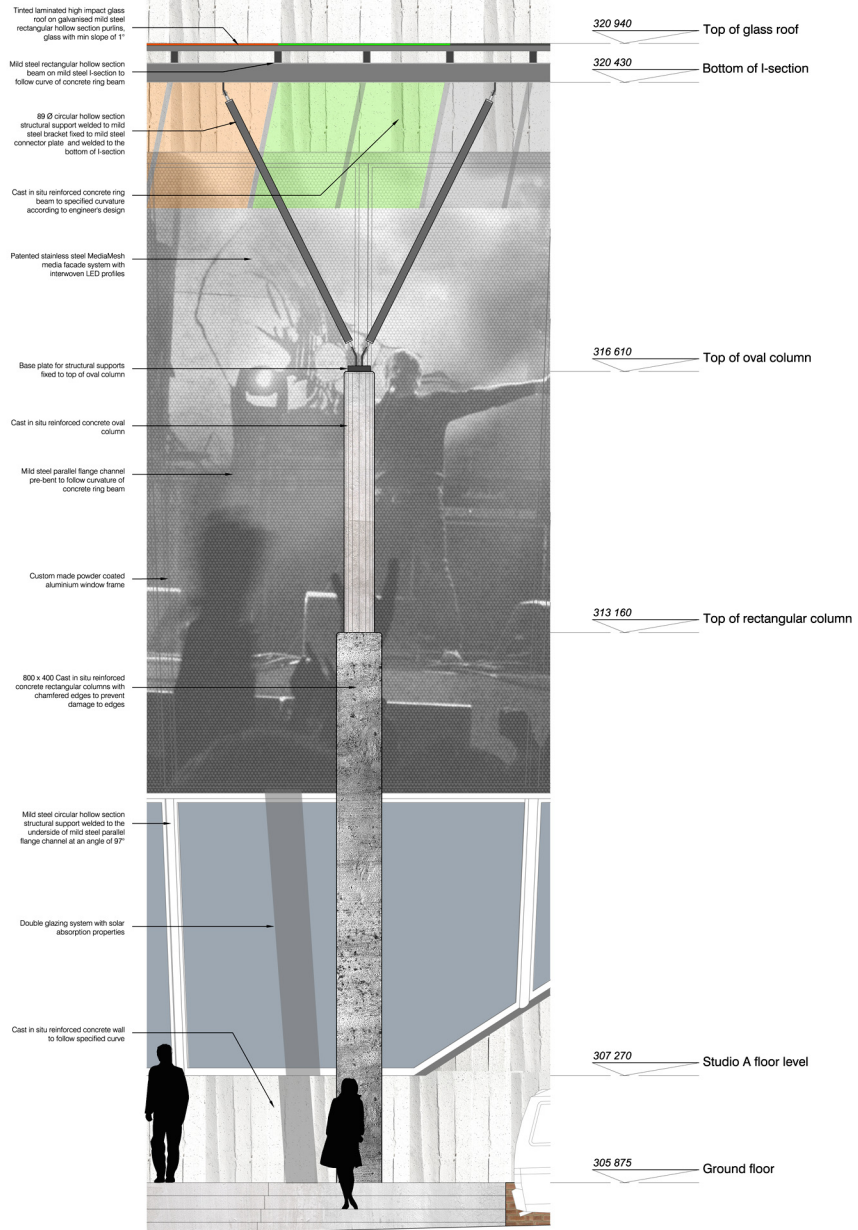 Tinted laminated high impact glass
roof on galvanised mild steel
rectangular hollow section purlins,
glass with min slope of 1°
Mild steel rectangular hollow section
beam on mild steel I-section to
follow curve of concrete ring beam
89 Ø circular hollow section
structural support welded to mild
steel bracket fixed to mild steel
connector plate and welded to the
bottom of I-section
Cast in situ reinforced concrete ring
beam to specified curvature
according to engineer's design
Patented stainless steel MediaMesh
media facade system with
interwoven LED profiles
Base plate for structural supports
fixed to top of oval column
Cast in situ reinforced concrete oval
column
Mild steel parallel flange channel
pre-bent to follow curvature of
concrete ring beam
Custom made powder coated
aluminium window frame
800 x 400 Cast in situ reinforced
concrete rectangular columns with
chamfered edges to prevent
damage to edges
Mild steel circular hollow section
structural support welded to the
underside of mild steel parallel
flange channel at an angle of 97°
Double glazing system with solar
absorption properties
Cast in situ reinforced concrete wall
to follow specified curve
320 940 Top of glass roof
320 430 Bottom of I-section
316 610 Top of oval column
313 160 Top of rectangular column
307 270 Studio A floor level
305 875 Ground floor